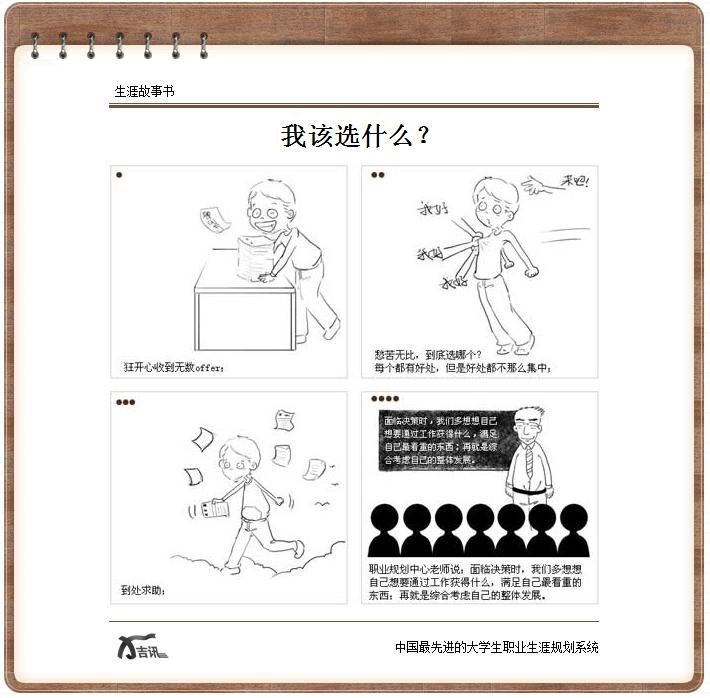 生涯故事书
我该选什么？
狂开心收到无数offer；
来吧！
我好
我好
我好
愁苦无比，到底选哪个？
每个都有好处，但是好处都不那么集中；
到处求助；
面临决策时，我们多想想自己
想要通过工作获得什么，满足
自己最看重的东西；再就是综
合考虑自己的整体发展。
职业规划中心老师说；面临决策时，我们多想想
自己想要通过工作获得什么，满足自己最看重的
东西；再就是综合考虑自己的整体发展。
吉讯
中国最先进的大学生职业生涯规划系统